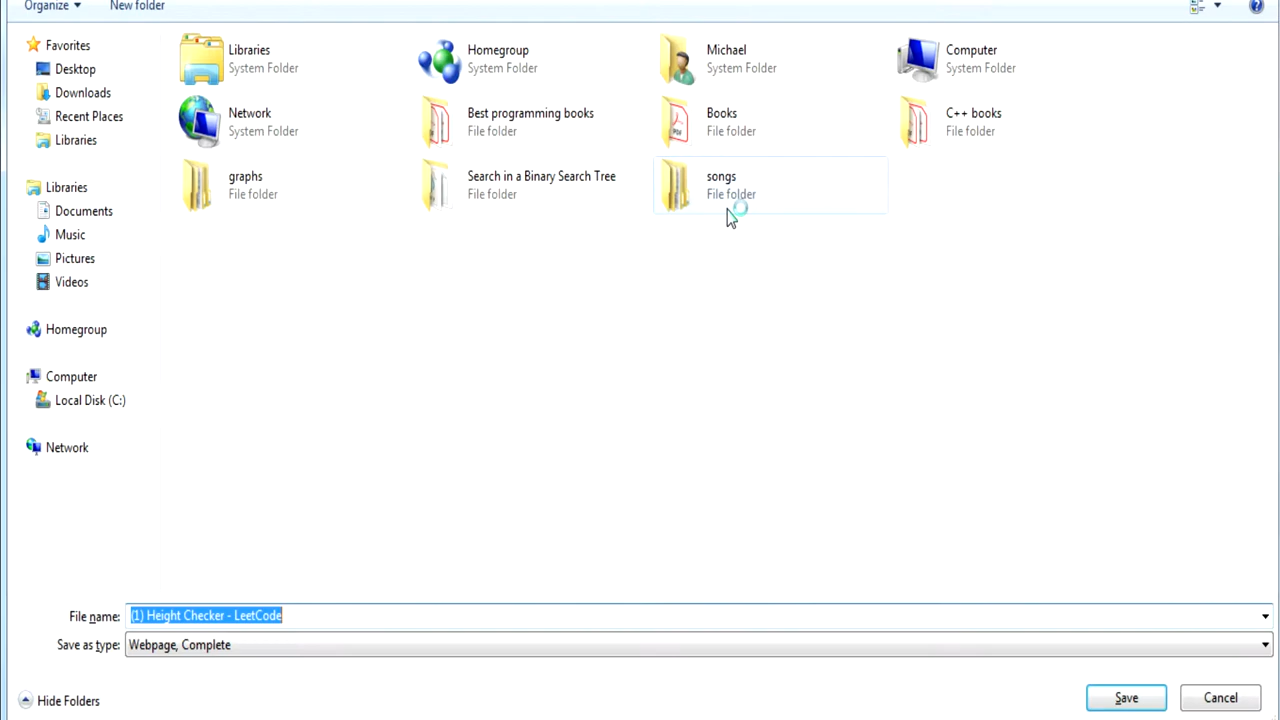 Organize New folder
Favorites
Desktop
Downloads
Recent Places
Libraries
Libraries
Documents
Music
Pictures
Videos
Homegroup
Computer
Local Disk (C:)
Network
Libraries
System Folder
Homegroup
System Folder
Michael
System Folder
Computer
System Folder
Network
System Folder
Best programming books
File folder
Books
File folder
C++ books
File folder
graphs
File folder
Search in a Binary Search Tree
File folder
songs
File folder
PDF
File name: (1) Height Checker - LeetCode
Save as type: Webpage, Complete
Hide Folders
Save Cancel